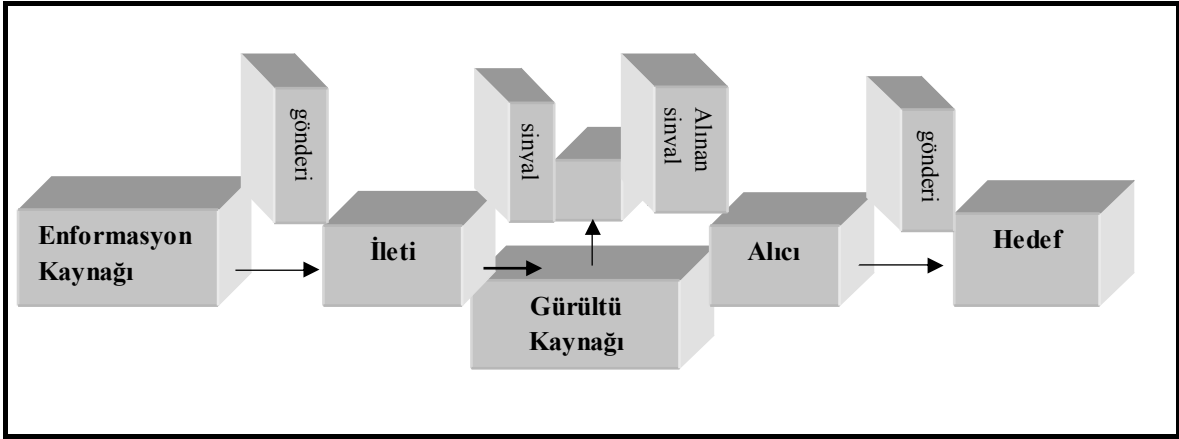 gönderi
sinyal
Alınan
sinyal
gönderi
Enformasyon
Kaynağı
İleti
Gürültü
Kaynağı
Alıcı
Hedef